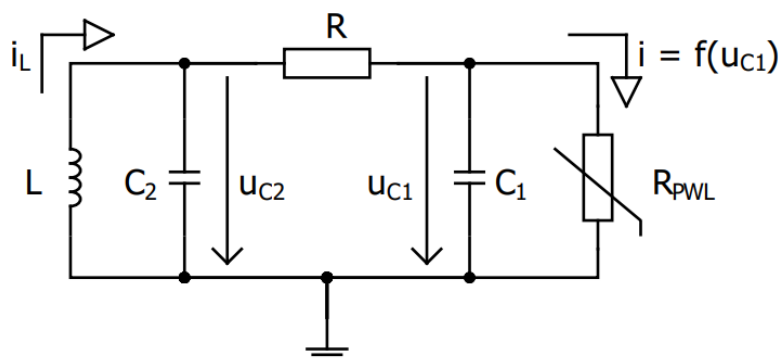 R
iL
i = f(uC1)
L
C2
uC2
uC1
C1
RPWL